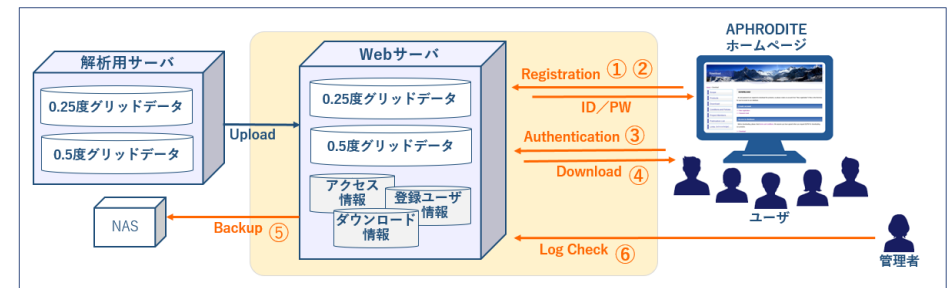 解析用サーバ
0.25度グリッドデータ
0.5度グリッドデータ
Upload
NAS
Backup ⑤
Webサーバ
0.25度グリッドデータ
0.5度グリッドデータ
アクセス
情報
登録ユーザ
情報
ダウンロード
情報
Registration ① ②
ID／PW
Authentication ③
Download ④
Log Check ⑥
APHRODITE
ホームページ
ユーザ
管理者